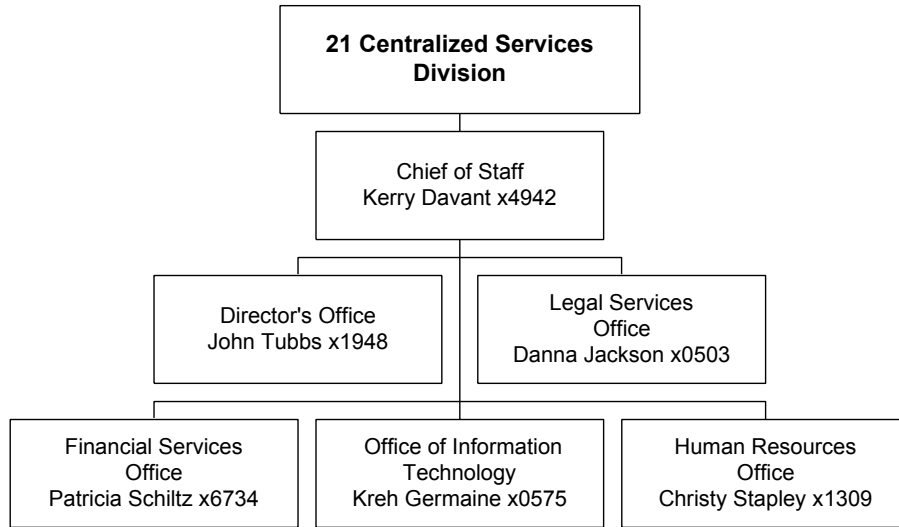 21 Centralized Services
Division
Chief of Staff
Kerry Davant x4942
Director's Office
John Tubbs x1948
Legal Services
Office
Danna Jackson x0503
Financial Services
Office
Patricia Schiltz x6734
Office of Information
Technology
Kreh Germaine x0575
Human Resources
Office
Christy Stapley x1309